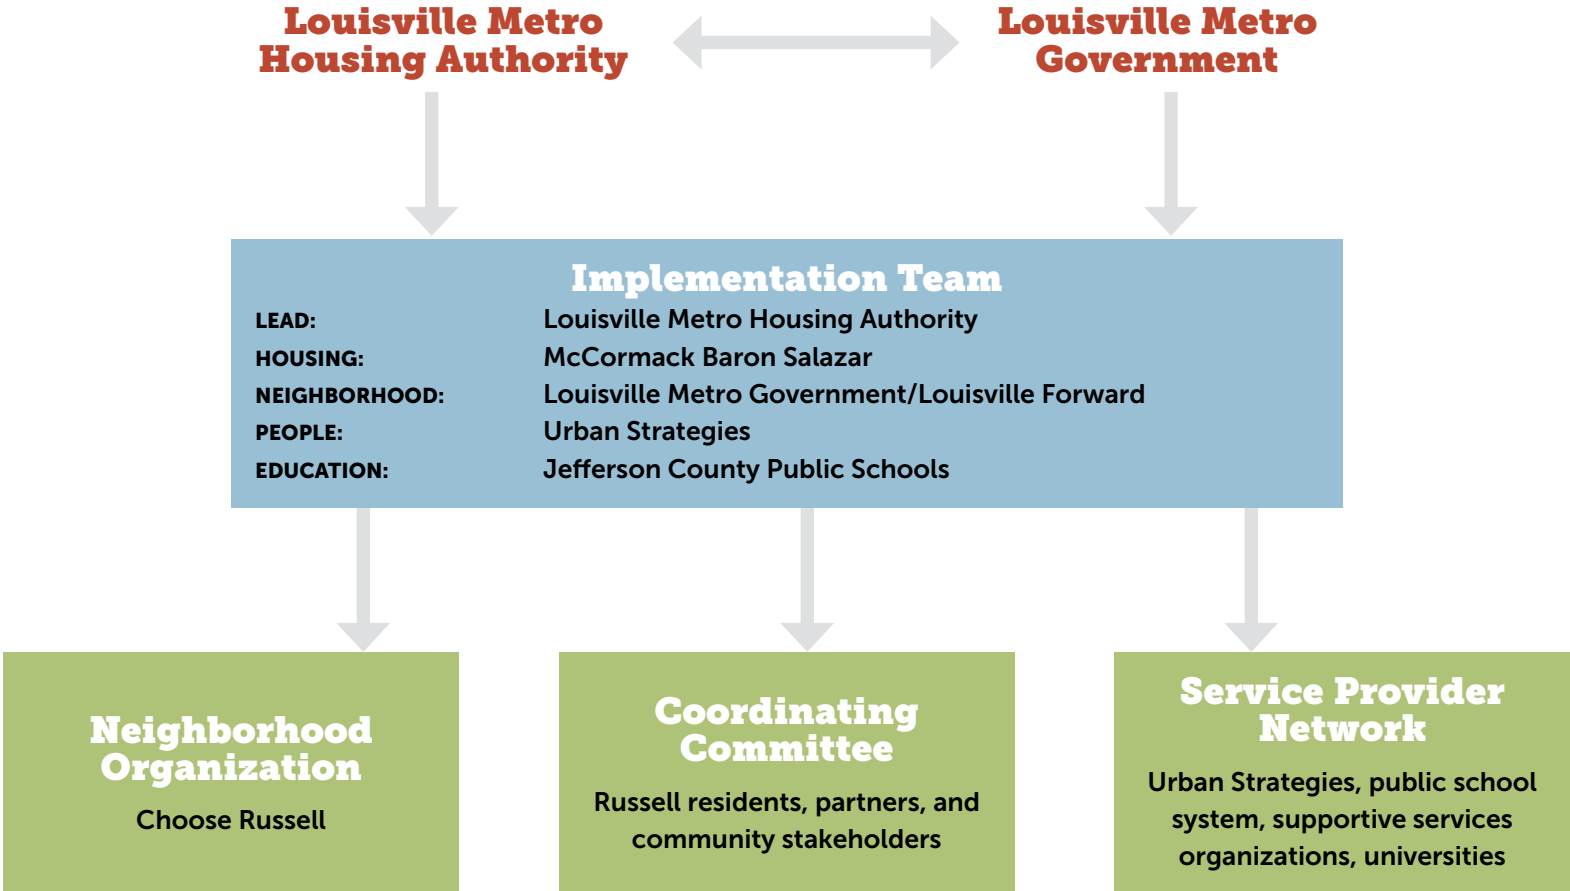 Louisville Metro
Housing Authority
Louisville Metro
Government
Implementation Team
LEAD: Louisville Metro Housing Authority
HOUSING: McCormack Baron Salazar
NEIGHBORHOOD: Louisville Metro Government/Louisville Forward
PEOPLE: Urban Strategies
EDUCATION: Jefferson County Public Schools
Neighborhood
Organization
Choose Russell
Coordinating
Committee
Russell residents, partners, and
community stakeholders
Service Provider
Network
Urban Strategies, public school
system, supportive services
organizations, universities